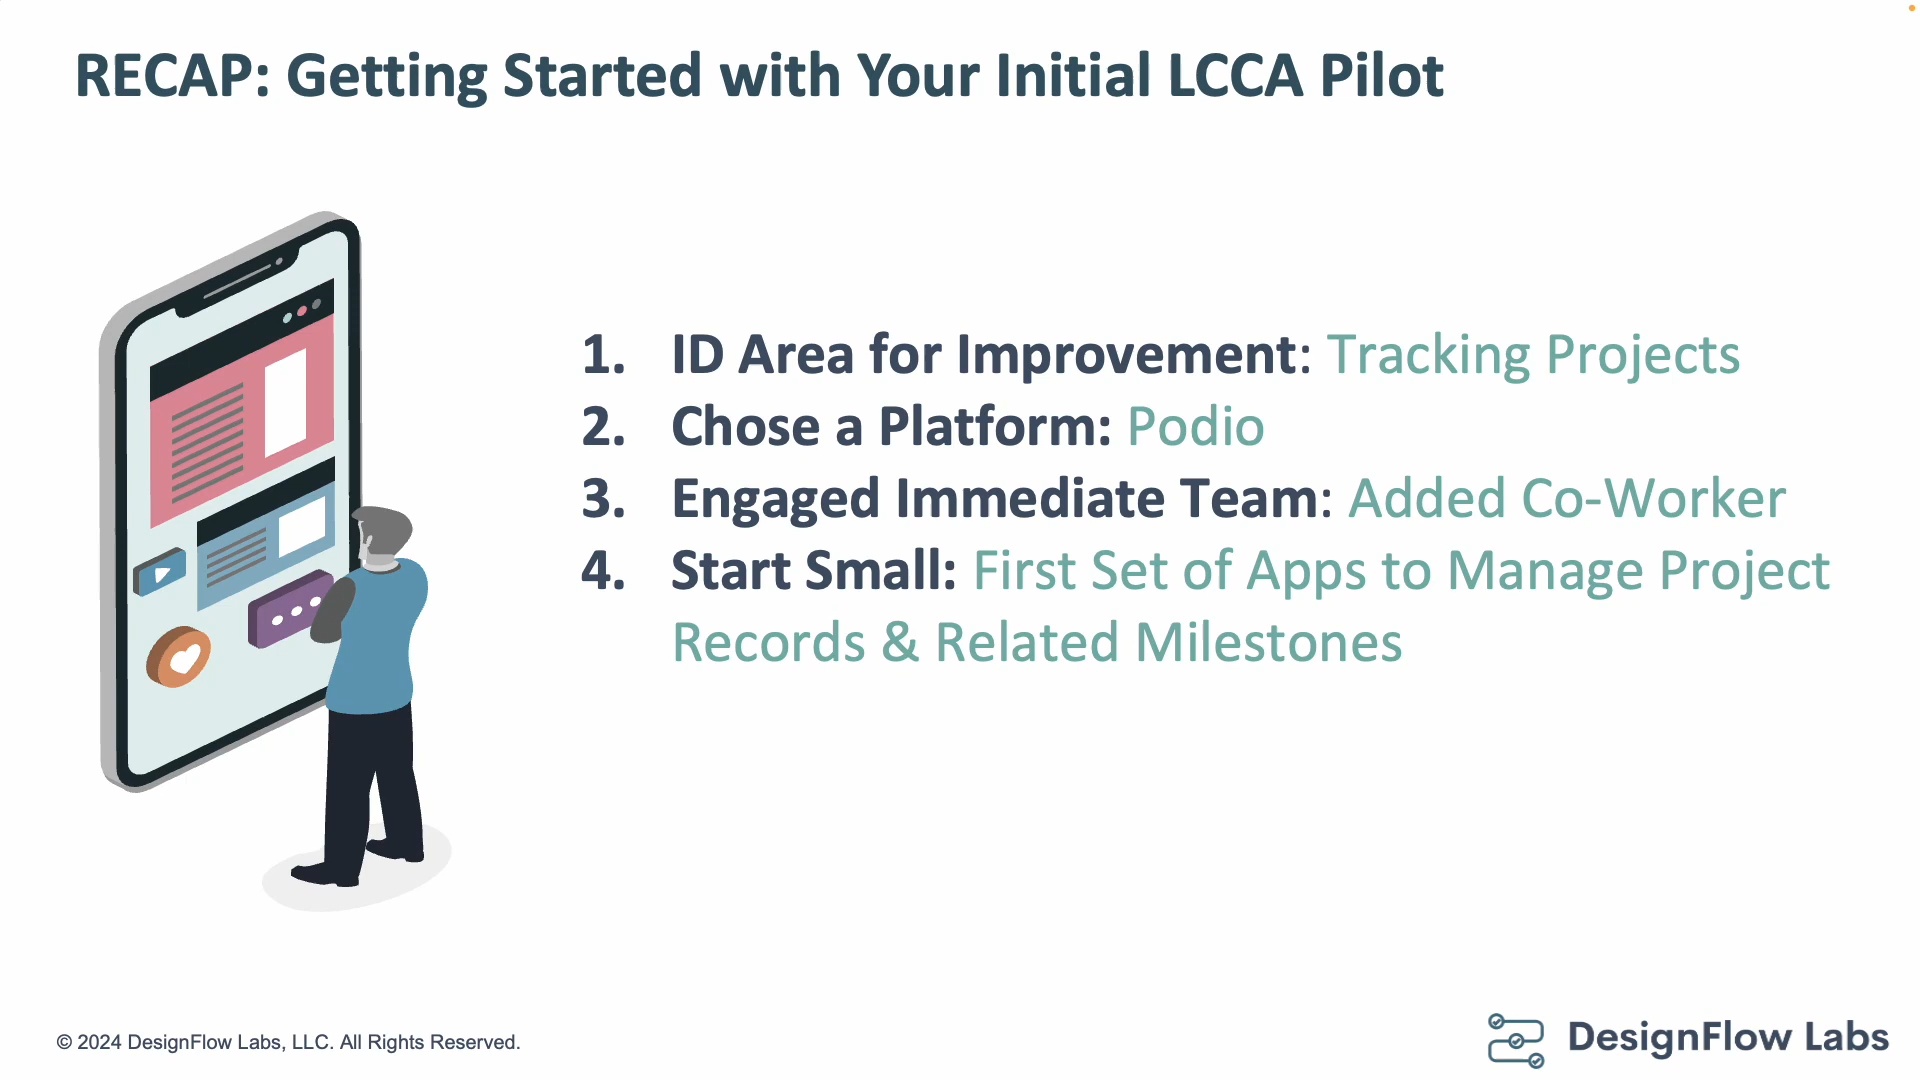 RECAP: Getting Started with Your Initial LCCA Pilot
1. ID Area for Improvement: Tracking Projects
2. Chose a Platform: Podio
3. Engaged Immediate Team: Added Co-Worker
4. Start Small: First Set of Apps to Manage Project
Records & Related Milestones
© 2024 DesignFlow Labs, LLC. All Rights Reserved.
DesignFlow Labs